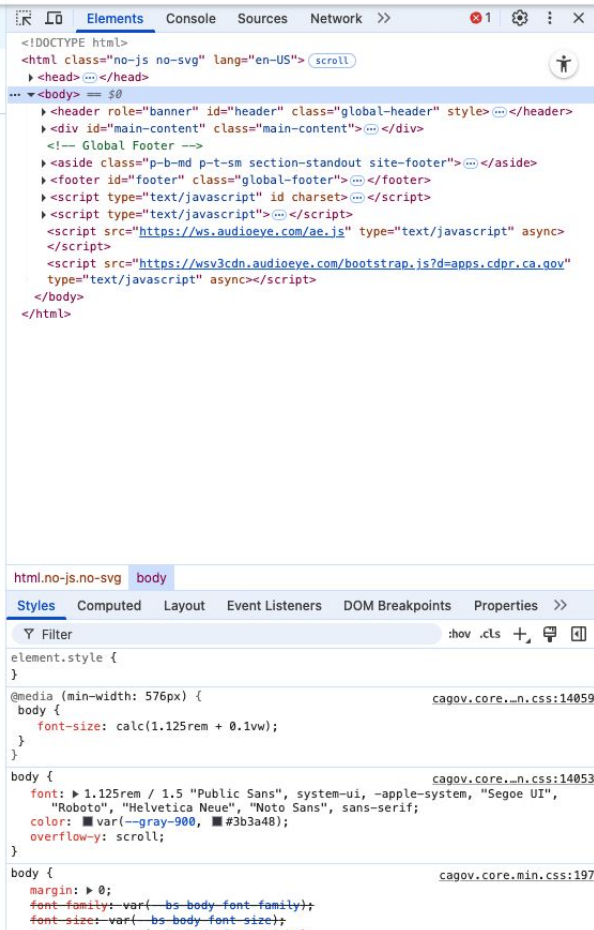 Elements Console Sources Network >> 1
<!DOCTYPE html>
<html class="no-js no-svg" lang="en-US"> scroll
<head> ... </head>
... <body> == $0
<header role="banner" id="header" class="global-header" style> ... </header>
<div id="main-content" class="main-content"> ... </div>
<!-- Global Footer -->
<aside class="p-b-md p-t-sm section-standout site-footer"> ... </aside>
<footer id="footer" class="global-footer"> ... </footer>
<script type="text/javascript" id charset> ... </script>
<script type="text/javascript"> ... </script>
<script src="https://ws.audioeye.com/ae.js" type="text/javascript" async>
</script>
<script src="https://wsv3cdn.audioeye.com/bootstrap.js?d=apps.cdpr.ca.gov"
type="text/javascript" async></script>
</body>
</html>
html.no-js.no-svg body
Styles Computed Layout Event Listeners DOM Breakpoints Properties >>
Filter :hov .cls
element.style {
}
@media (min-width: 576px) { cagov.core.…n.css:14059
body {
font-size: calc(1.125rem + 0.1vw);
}
}
body { cagov.core.…n.css:14053
font: 1.125rem / 1.5 "Public Sans", system-ui, -apple-system, "Segoe UI",
"Roboto", "Helvetica Neue", "Noto Sans", sans-serif;
color: var(--gray-900, #3b3a48);
overflow-y: scroll;
}
body { cagov.core.min.css:197
margin: 0;
font-family: var(--bs-body-font-family);
font-size: var(--bs-body-font-size);